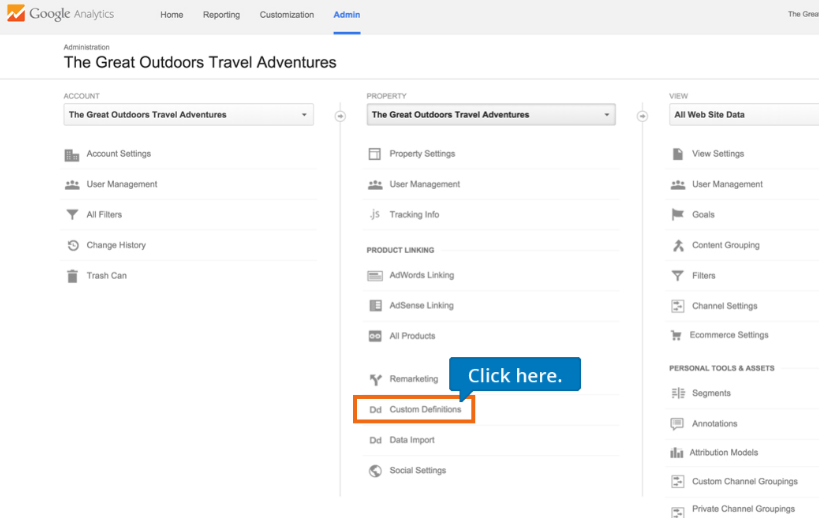 Google Analytics
Home Reporting Customization Admin
The Great
Administration
The Great Outdoors Travel Adventures
ACCOUNT
The Great Outdoors Travel Adventures
Account Settings
User Management
All Filters
Change History
Trash Can
PROPERTY
The Great Outdoors Travel Adventures
Property Settings
User Management
.js Tracking Info
PRODUCT LINKING
AdWords Linking
AdSense Linking
All Products
Remarketing
Click here.
Dd Custom Definitions
Dd Data Import
Social Settings
VIEW
All Web Site Data
View Settings
User Management
Goals
Content Grouping
Filters
Channel Settings
Ecommerce Settings
PERSONAL TOOLS & ASSETS
Segments
Annotations
Attribution Models
Custom Channel Groupings
Private Channel Groupings